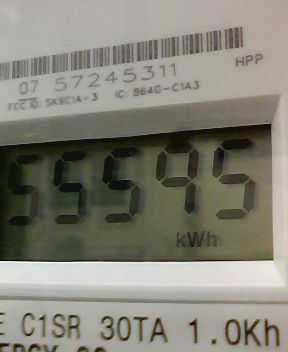 HPP
07 57245311
FCC ID: SK9C1A-3 IC: 864G-C1A3
55595
kWh
E C1SR 30TA 1.0Kh